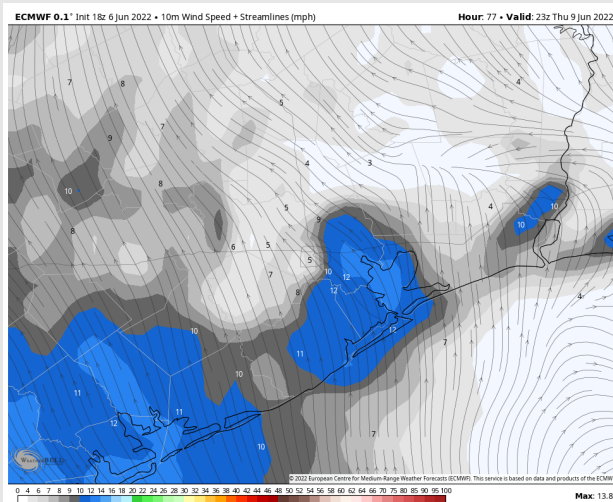 ECMWF 0.1° Init 18z 6 Jun 2022 • 10m Wind Speed + Streamlines (mph) Hour: 77 • Valid: 23z Thu 9 Jun 2022
7 8 4
5
9 7
4 3
10 8
5 4 10
9 10
8 6 5
5
7 10 12
8 12 4
10 12
7
11
10
11 11
12
7
10
WeatherBELL
© 2022 European Centre for Medium-Range Weather Forecasts (ECMWF). This service is based on data and products of the ECMW
0 4 6 7 8 9 10 12 14 16 18 20 22 24 26 28 30 32 34 36 38 40 42 44 46 48 50 52 54 56 58 60 62 64 66 68 70 75 80 85 90 95 100
Max: 13